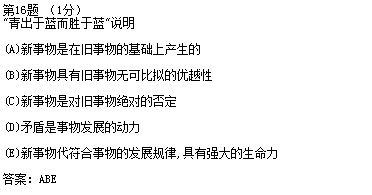 第16题 （1分）
“青出于蓝而胜于蓝”说明
(A)新事物是在旧事物的基础上产生的
(B)新事物具有旧事物无可比拟的优越性
(C)新事物是对旧事物绝对的否定
(D)矛盾是事物发展的动力
(E)新事物代符合事物的发展规律,具有强大的生命力
答案：ABE